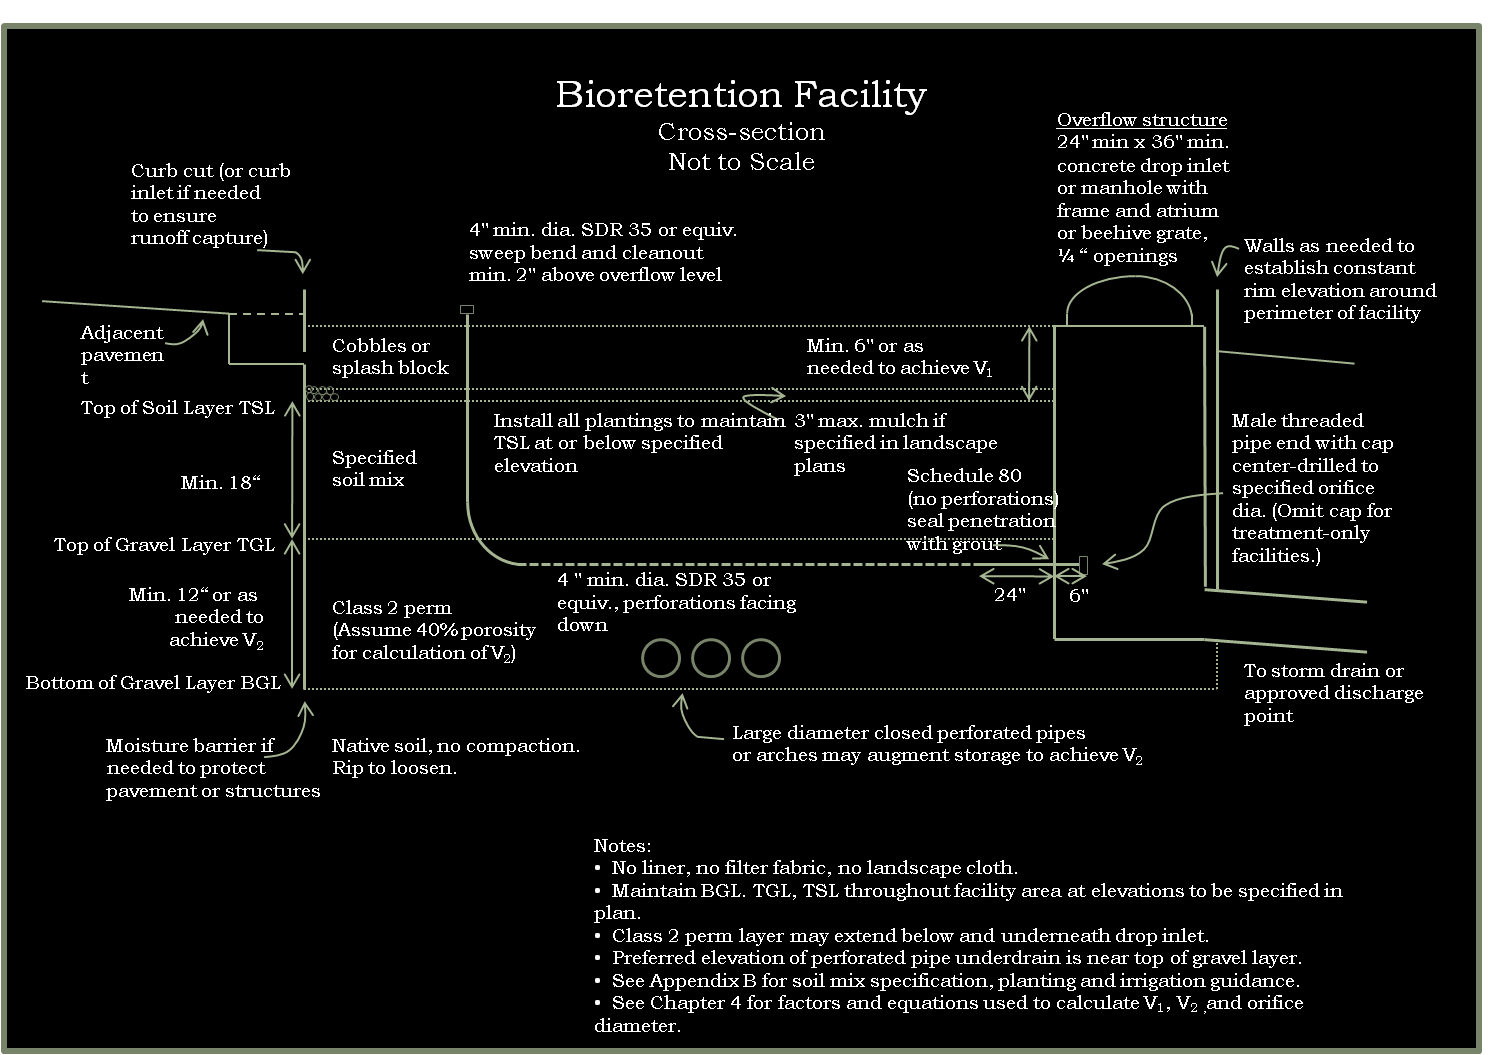 Bioretention Facility
Cross-section
Not to Scale
Overflow structure
24" min x 36" min.
concrete drop inlet
or manhole with
frame and atrium
or beehive grate,
¼ “ openings
Curb cut (or curb
inlet if needed
to ensure
runoff capture)
4" min. dia. SDR 35 or equiv.
sweep bend and cleanout
min. 2" above overflow level
Walls as needed to
establish constant
rim elevation around
perimeter of facility
Adjacent
pavemen
t
Cobbles or
splash block
Min. 6" or as
needed to achieve V₁
Top of Soil Layer TSL
Install all plantings to maintain
TSL at or below specified
elevation
3" max. mulch if
specified in landscape
plans
Male threaded
pipe end with cap
center-drilled to
specified orifice
dia. (Omit cap for
treatment-only
facilities.)
Specified
soil mix
Min. 18“
Schedule 80
(no perforations)
seal penetration
with grout
Top of Gravel Layer TGL
4 " min. dia. SDR 35 or
equiv., perforations facing
down
24"
6"
Min. 12“ or as
needed to
achieve V₂
Class 2 perm
(Assume 40% porosity
for calculation of V₂)
Bottom of Gravel Layer BGL
To storm drain or
approved discharge
point
Large diameter closed perforated pipes
or arches may augment storage to achieve V₂
Moisture barrier if
needed to protect
pavement or structures
Native soil, no compaction.
Rip to loosen.
Notes:
• No liner, no filter fabric, no landscape cloth.
• Maintain BGL. TGL, TSL throughout facility area at elevations to be specified in
plan.
• Class 2 perm layer may extend below and underneath drop inlet.
• Preferred elevation of perforated pipe underdrain is near top of gravel layer.
• See Appendix B for soil mix specification, planting and irrigation guidance.
• See Chapter 4 for factors and equations used to calculate V₁, V₂ ,and orifice
diameter.